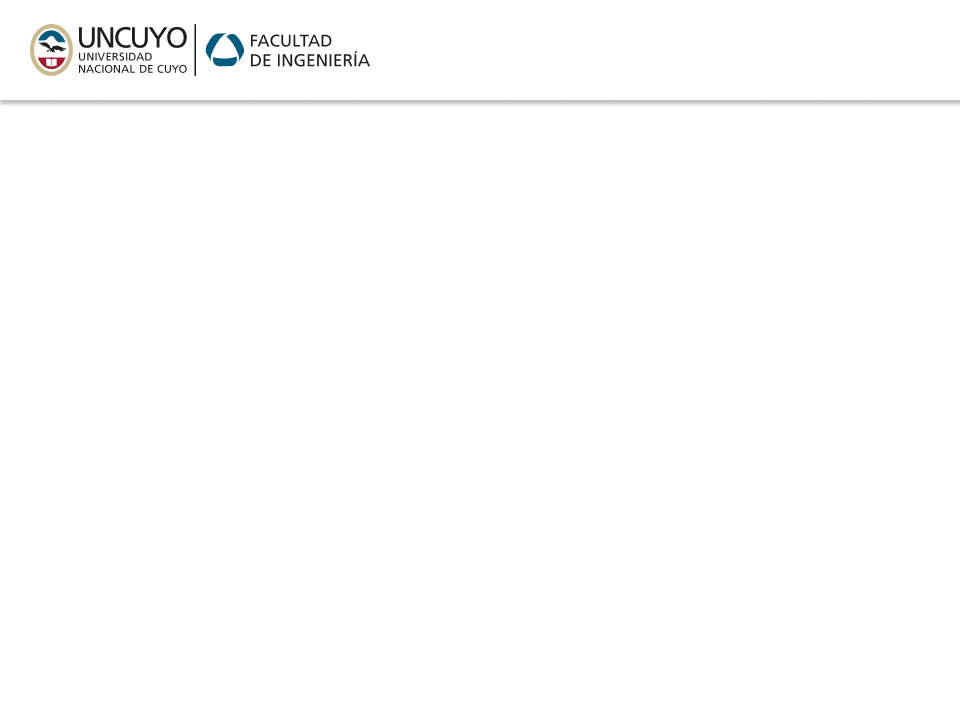 UNCUYO
UNIVERSIDAD
NACIONAL DE CUYO
FACULTAD
DE INGENIERÍA